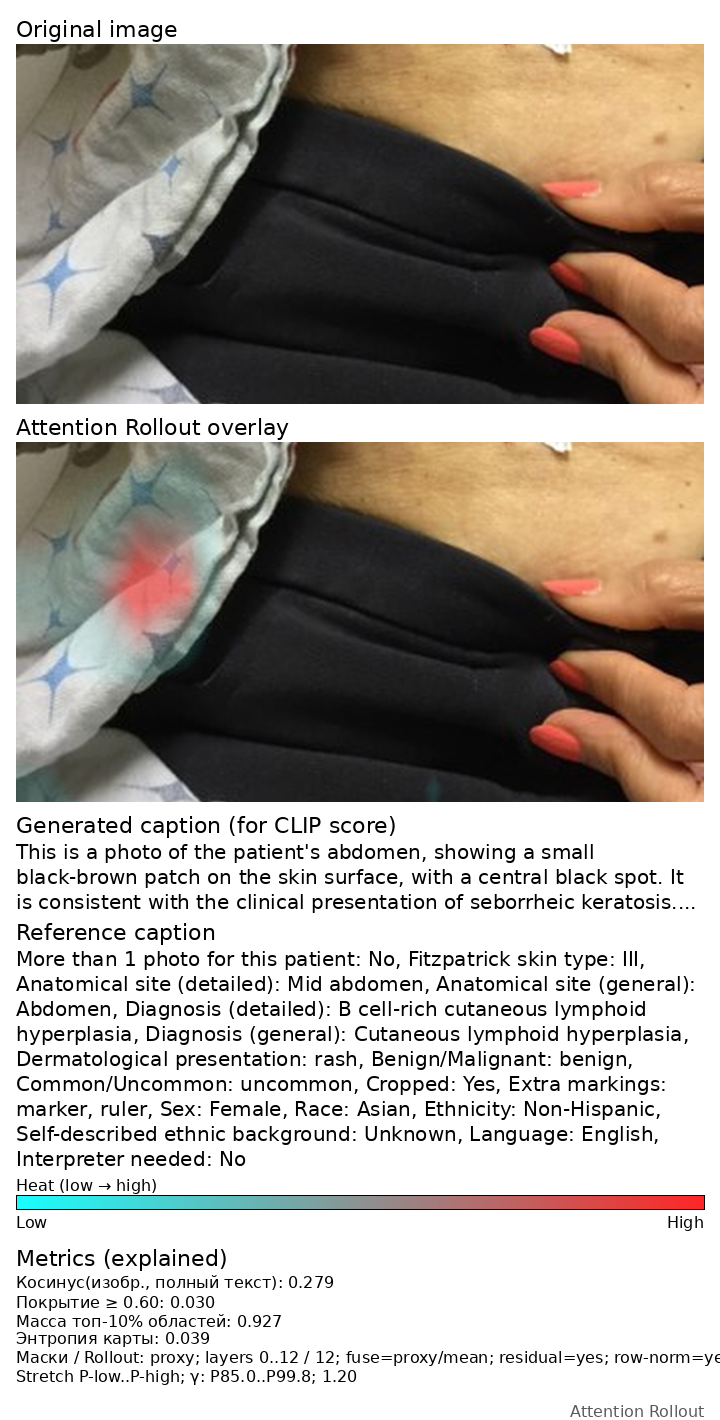 Original image
Attention Rollout overlay
Generated caption (for CLIP score)
This is a photo of the patient's abdomen, showing a small
black-brown patch on the skin surface, with a central black spot. It
is consistent with the clinical presentation of seborrheic keratosis....
Reference caption
More than 1 photo for this patient: No, Fitzpatrick skin type: III,
Anatomical site (detailed): Mid abdomen, Anatomical site (general):
Abdomen, Diagnosis (detailed): B cell-rich cutaneous lymphoid
hyperplasia, Diagnosis (general): Cutaneous lymphoid hyperplasia,
Dermatological presentation: rash, Benign/Malignant: benign,
Common/Uncommon: uncommon, Cropped: Yes, Extra markings:
marker, ruler, Sex: Female, Race: Asian, Ethnicity: Non-Hispanic,
Self-described ethnic background: Unknown, Language: English,
Interpreter needed: No
Heat (low → high)
Low High
Metrics (explained)
Косинус(изобр., полный текст): 0.279
Покрытие ≥ 0.60: 0.030
Масса топ-10% областей: 0.927
Энтропия карты: 0.039
Маски / Rollout: proxy; layers 0..12 / 12; fuse=proxy/mean; residual=yes; row-norm=ye
Stretch P-low..P-high; γ: P85.0..P99.8; 1.20
Attention Rollout